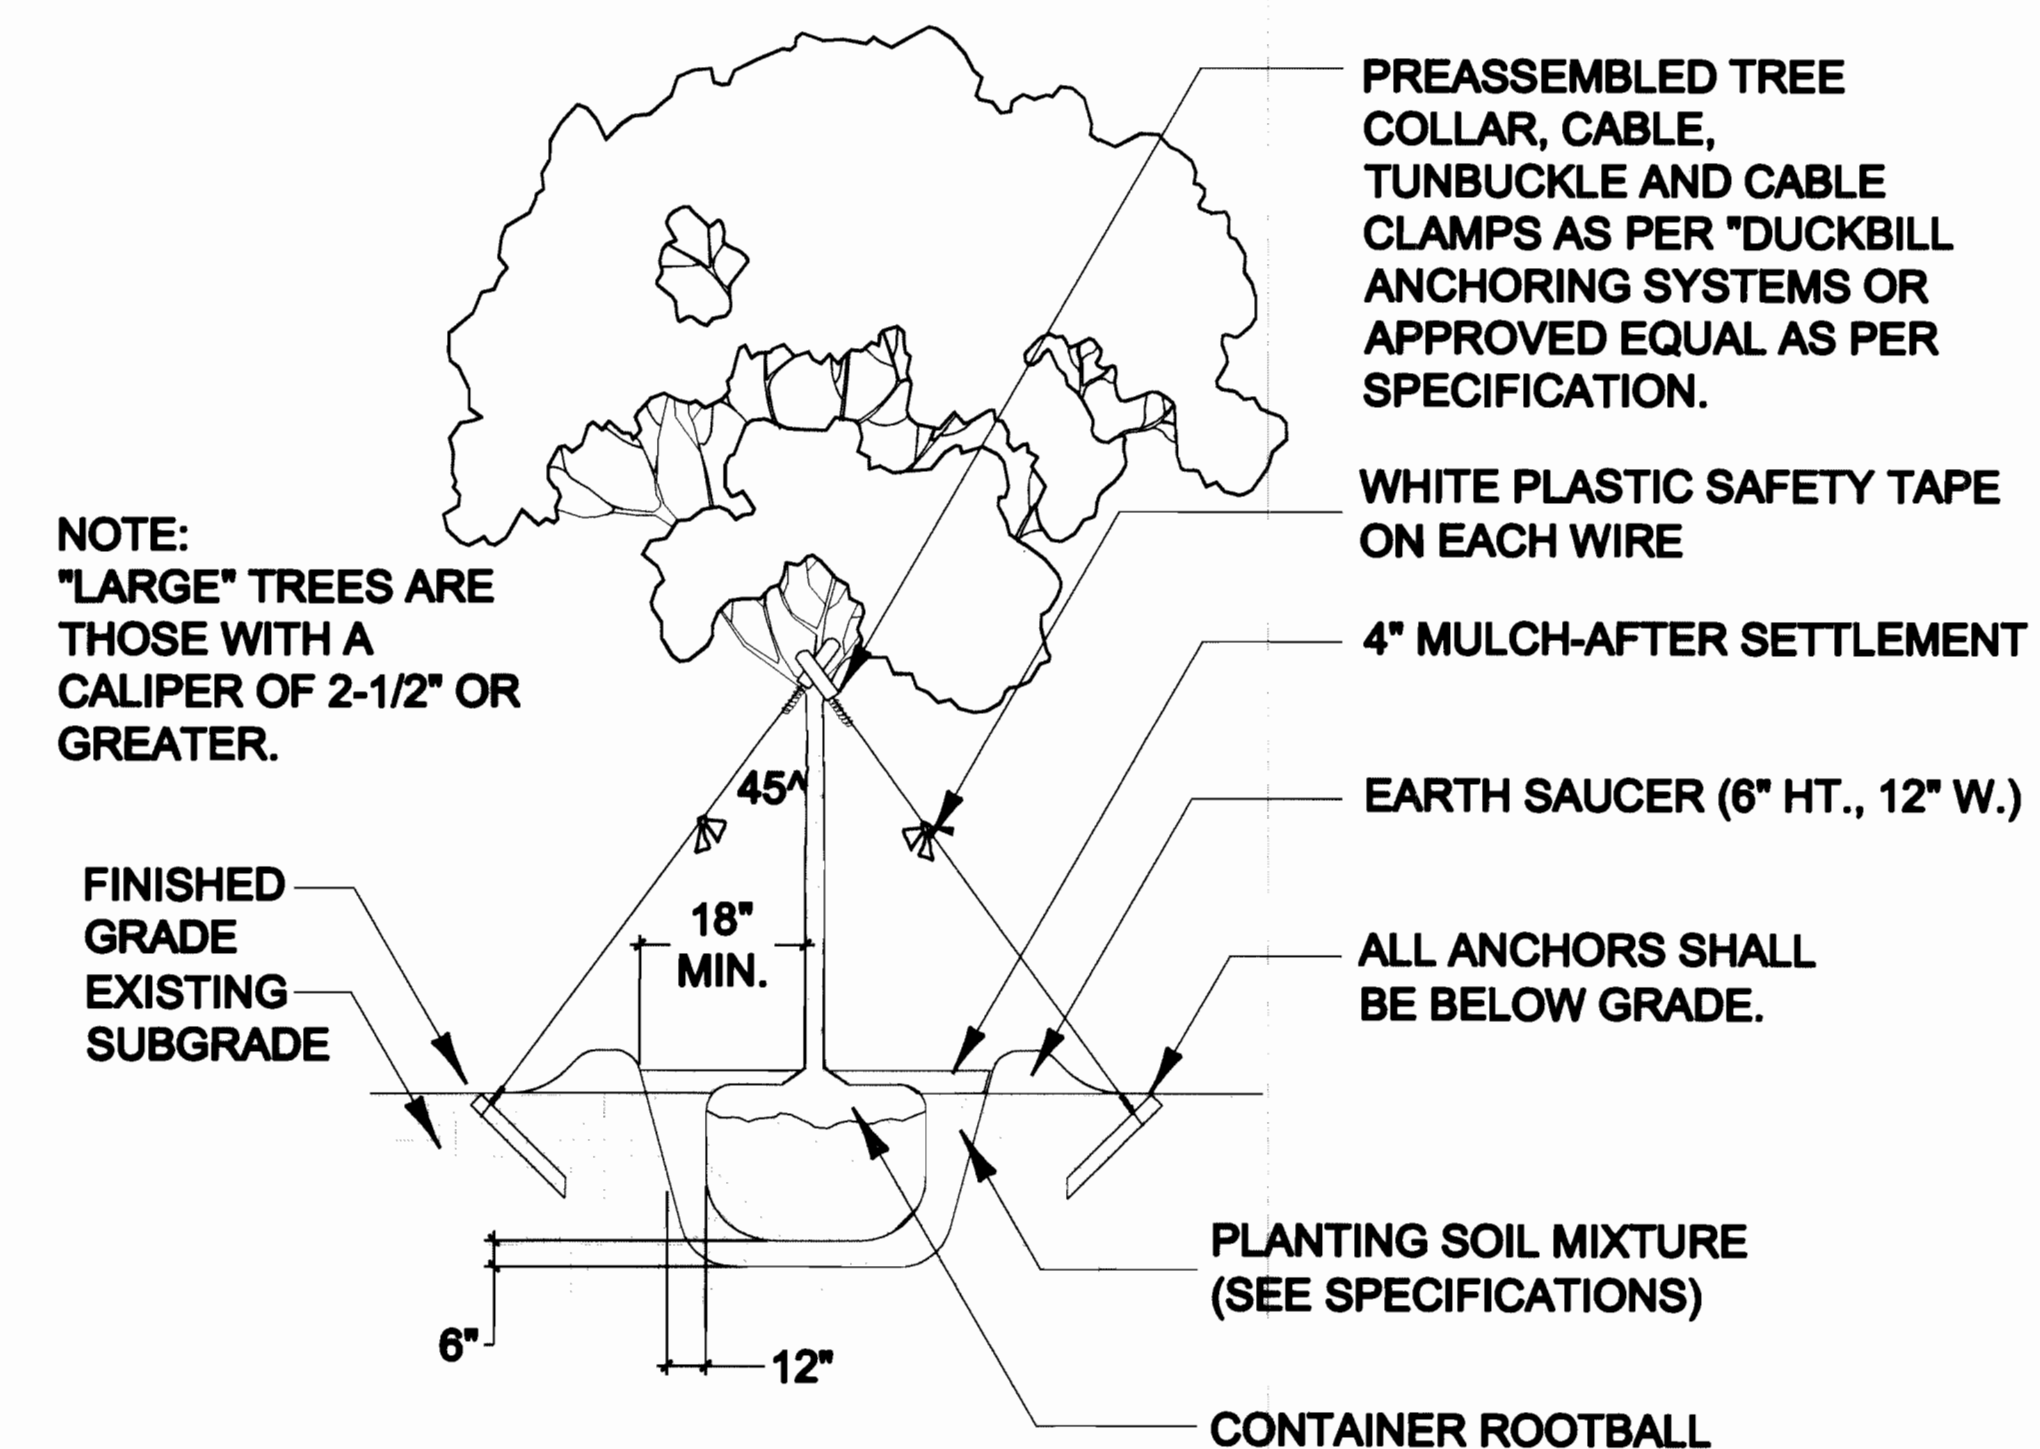 PREASSEMBLED TREE
COLLAR, CABLE,
TUNBUCKLE AND CABLE
CLAMPS AS PER "DUCKBILL
ANCHORING SYSTEMS OR
APPROVED EQUAL AS PER
SPECIFICATION.
WHITE PLASTIC SAFETY TAPE
ON EACH WIRE
NOTE:
"LARGE" TREES ARE
THOSE WITH A
CALIPER OF 2-1/2" OR
GREATER.
4" MULCH-AFTER SETTLEMENT
45^
EARTH SAUCER (6" HT., 12" W.)
FINISHED
GRADE
18"
MIN.
ALL ANCHORS SHALL
BE BELOW GRADE.
EXISTING
SUBGRADE
PLANTING SOIL MIXTURE
(SEE SPECIFICATIONS)
6"
12"
CONTAINER ROOTBALL